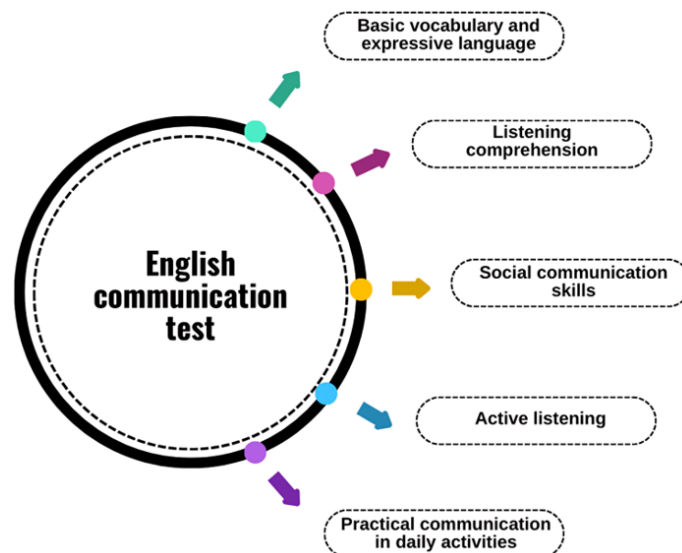 Basic vocabulary and
expressive language
Listening
comprehension
English
communication
test
Social communication
skills
Active listening
Practical communication
in daily activities